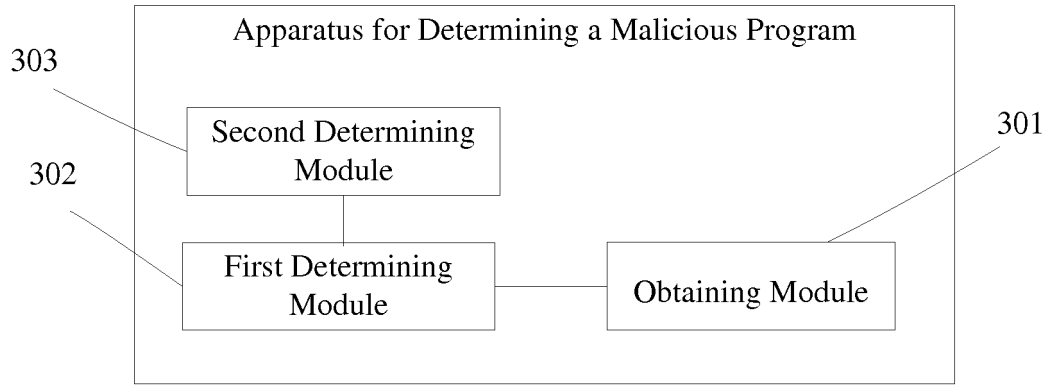 Apparatus for Determining a Malicious Program
303
Second Determining
Module
301
302
First Determining
Module
Obtaining Module